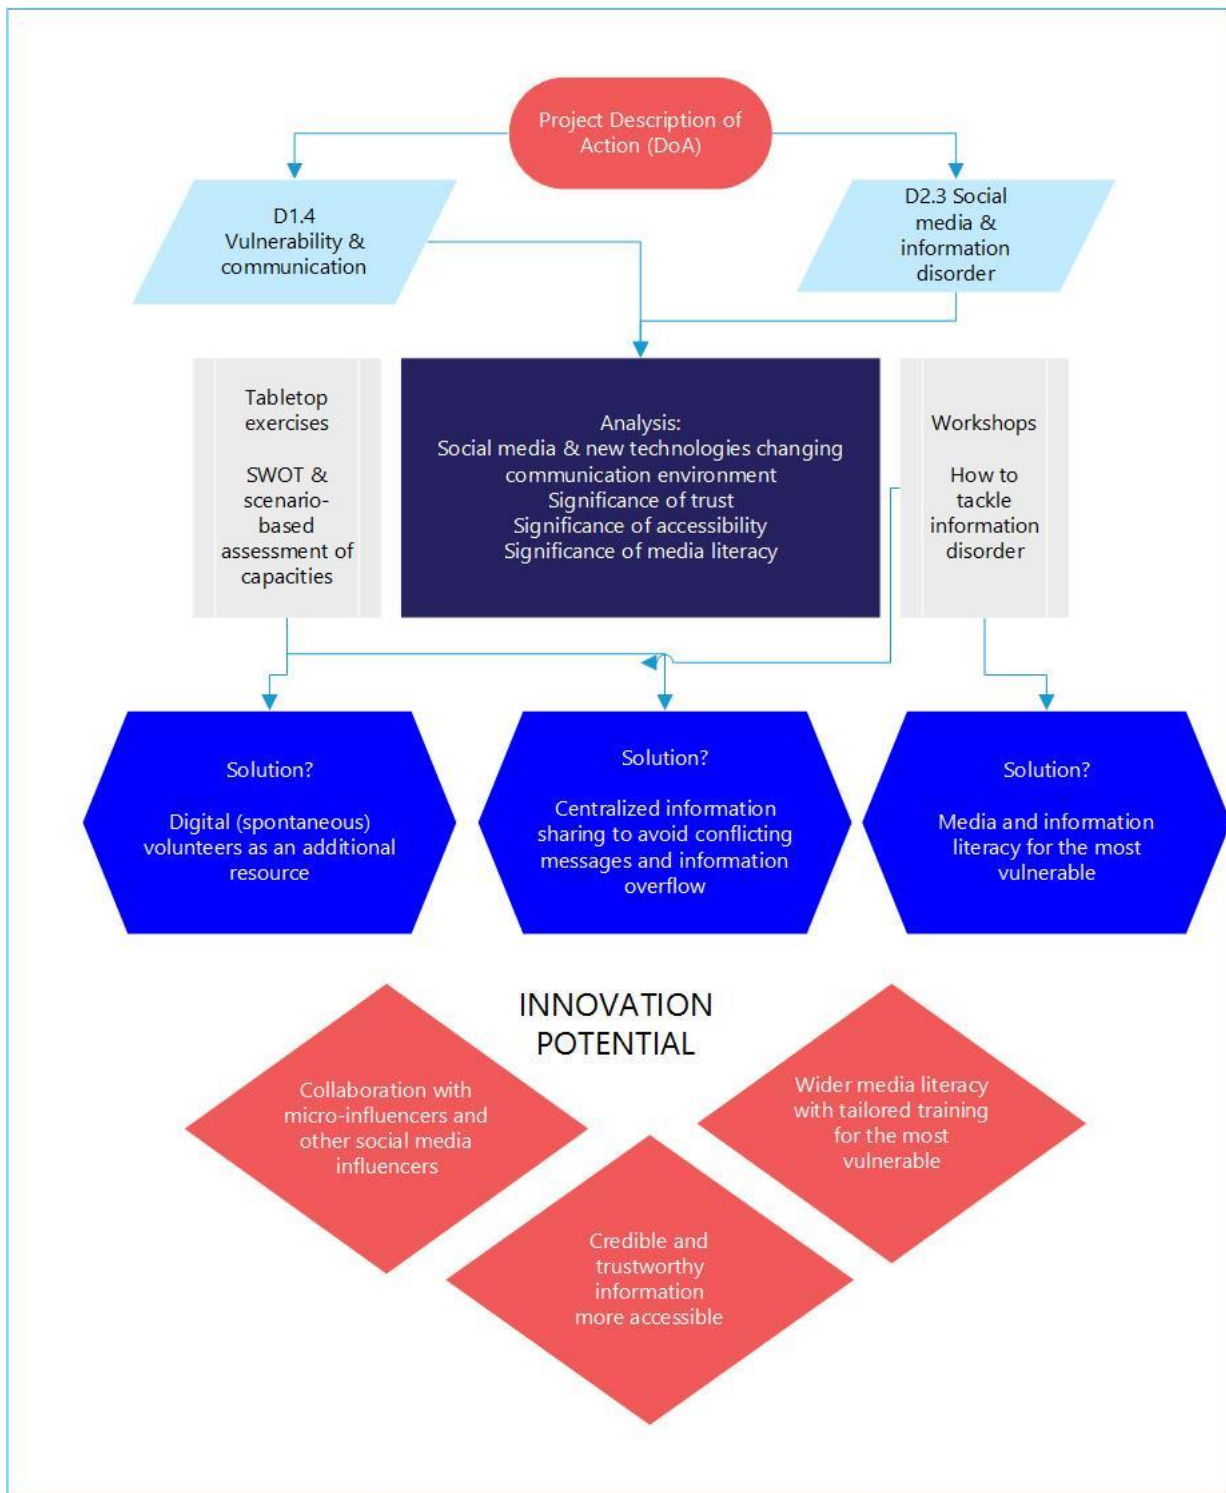 Project Description of
Action (DoA)
D1.4
Vulnerability &
communication
D2.3 Social
media &
information
disorder
Tabletop
exercises
SWOT &
scenario-
based
assessment of
capacities
Analysis:
Social media & new technologies changing
communication environment
Significance of trust
Significance of accessibility
Significance of media literacy
Workshops
How to
tackle
information
disorder
Solution?
Digital (spontaneous)
volunteers as an additional
resource
Solution?
Centralized information
sharing to avoid conflicting
messages and information
overflow
Solution?
Media and information
literacy for the most
vulnerable
INNOVATION
POTENTIAL
Collaboration with
micro-influencers and
other social media
influencers
Wider media literacy
with tailored training
for the most
vulnerable
Credible and
trustworthy
information
more accessible